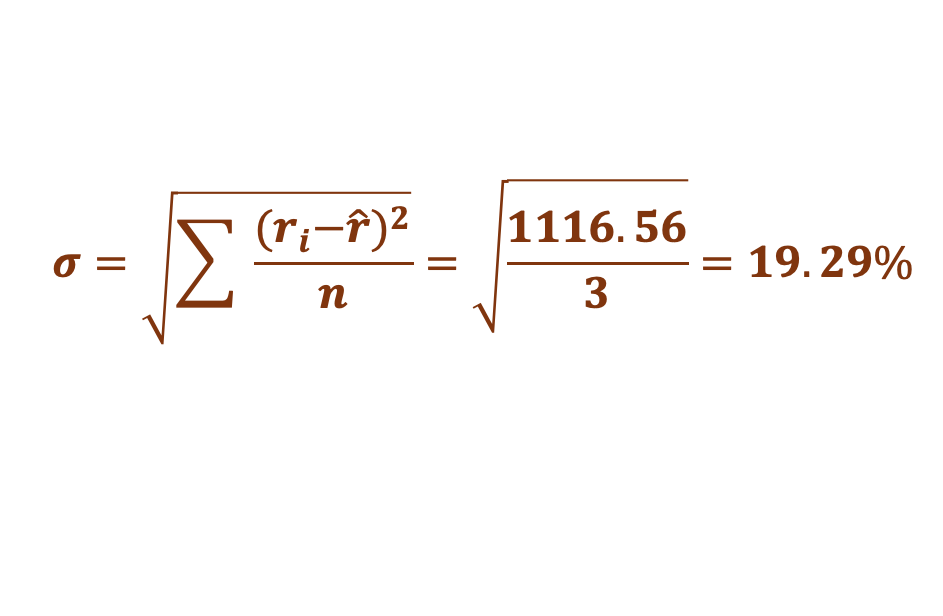 σ = √∑ (rᵢ−r̂)²/n = √1116.56/3 = 19.29%